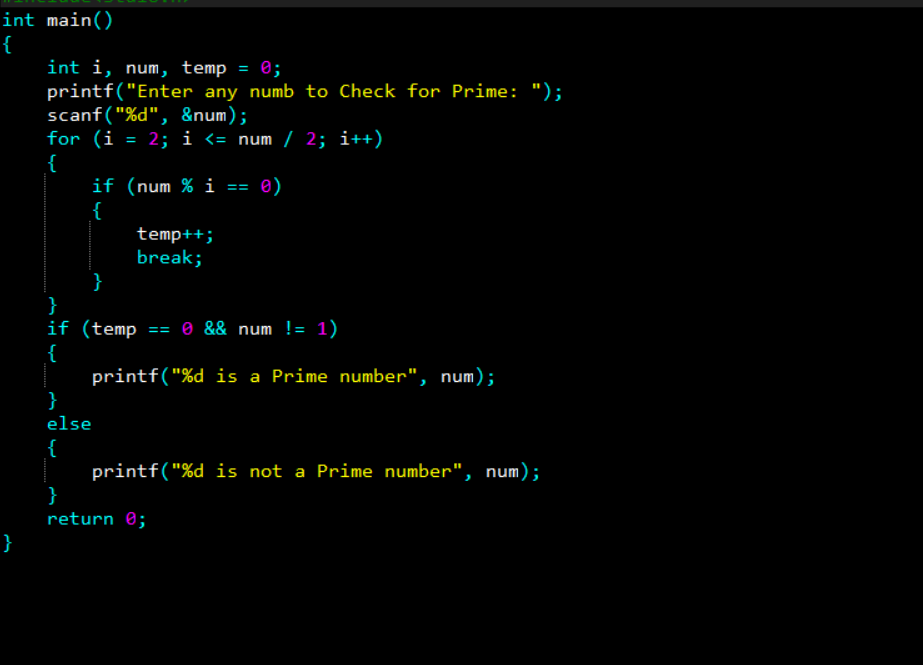 #include<stdio.h>
int main()
{
    int i, num, temp = 0;
    printf("Enter any numb to Check for Prime: ");
    scanf("%d", &num);
    for (i = 2; i <= num / 2; i++)
    {
        if (num % i == 0)
        {
            temp++;
            break;
        }
    }
    if (temp == 0 && num != 1)
    {
        printf("%d is a Prime number", num);
    }
    else
    {
        printf("%d is not a Prime number", num);
    }
    return 0;
}